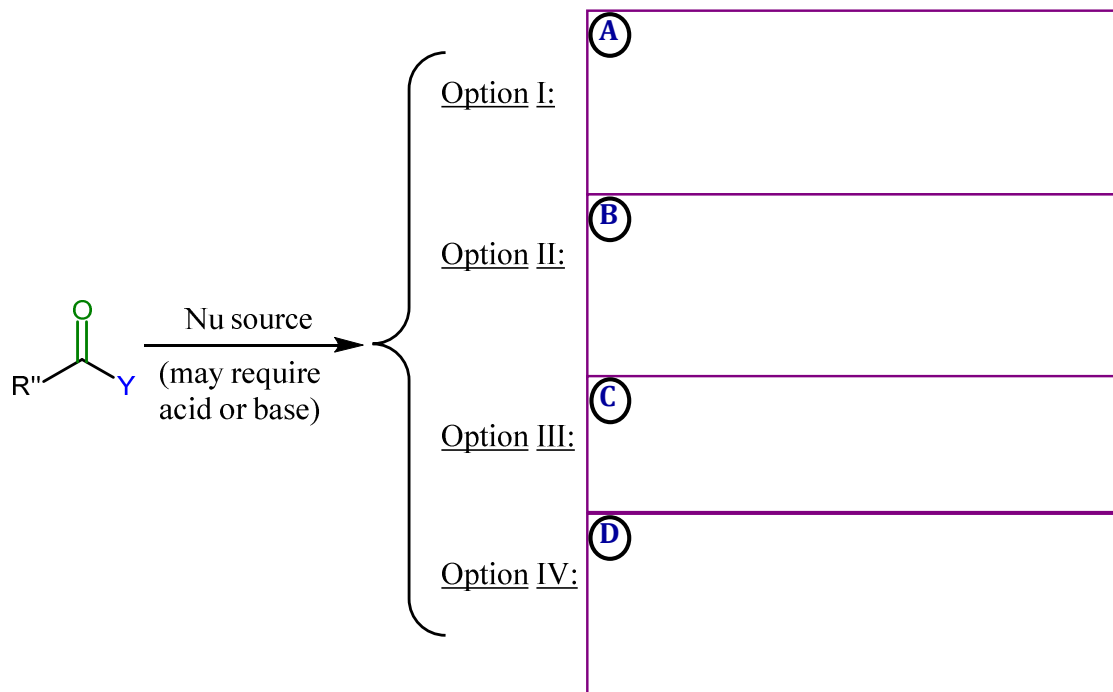 A
Option I:
B
Option II:
O
R"
Y
Nu source
(may require
acid or base)
C
Option III:
D
Option IV: